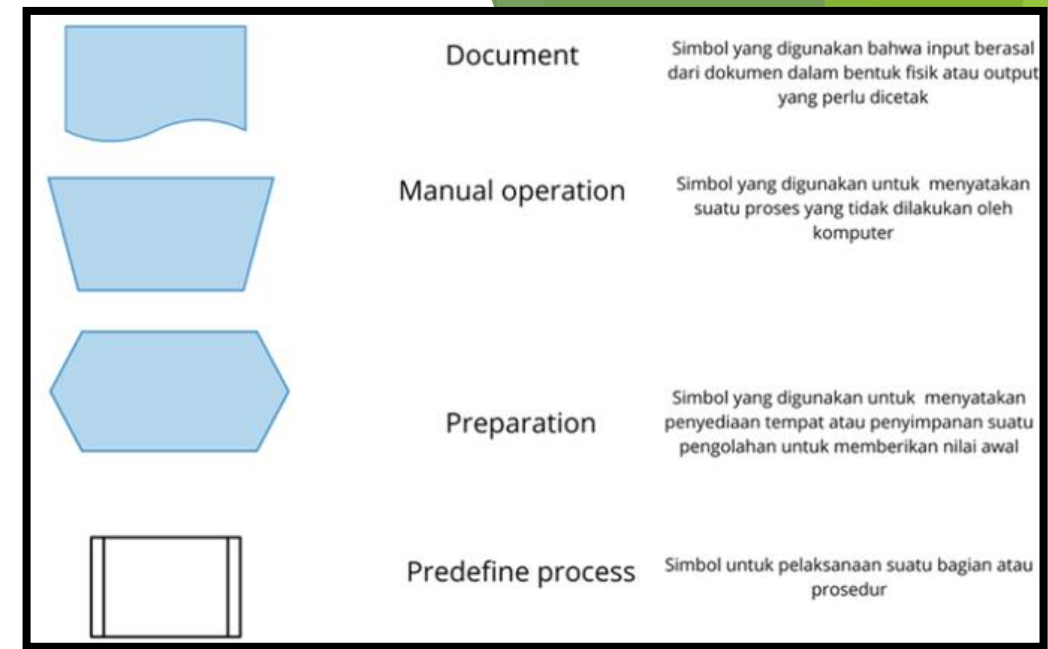 Document
Simbol yang digunakan bahwa input berasal
dari dokumen dalam bentuk fisik atau output
yang perlu dicetak
Manual operation
Simbol yang digunakan untuk menyatakan
suatu proses yang tidak dilakukan oleh
komputer
Preparation
Simbol yang digunakan untuk menyatakan
penyediaan tempat atau penyimpanan suatu
pengolahan untuk memberikan nilai awal
Predefine process
Simbol untuk pelaksanaan suatu bagian atau
prosedur